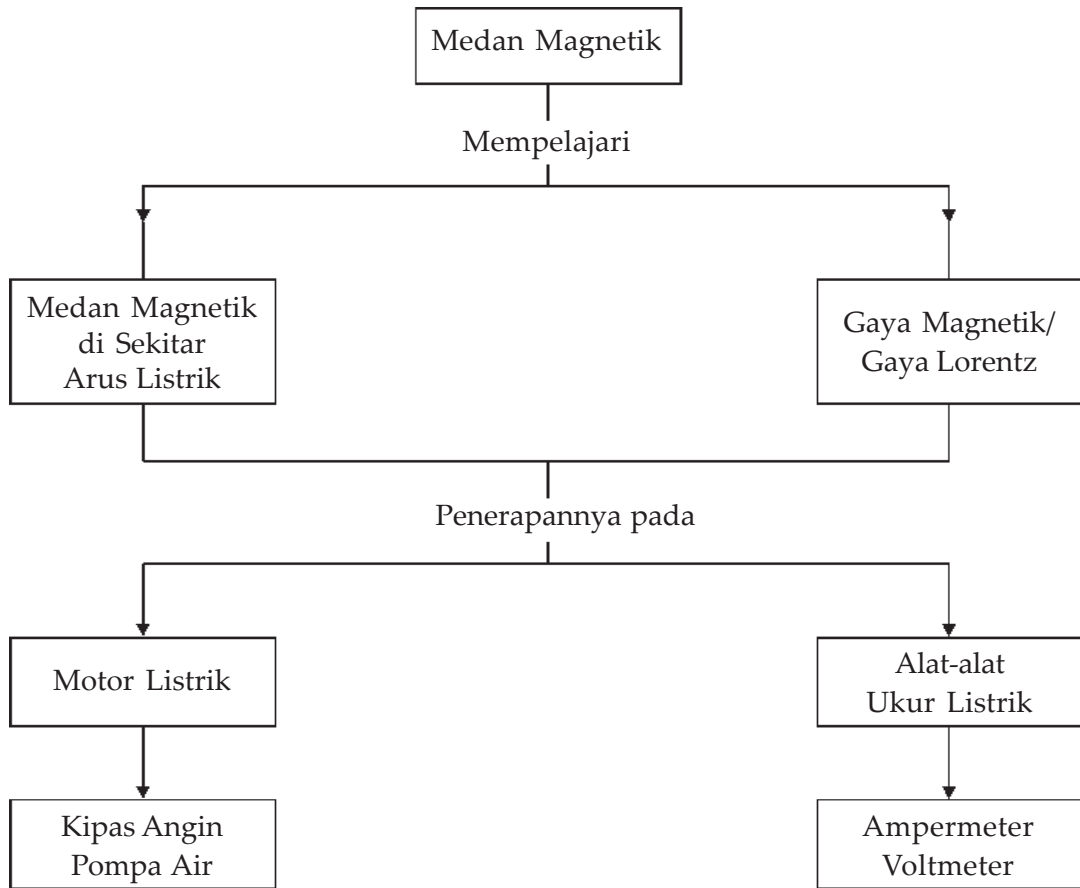 Medan Magnetik
Mempelajari
Medan Magnetik
di Sekitar
Arus Listrik
Gaya Magnetik/
Gaya Lorentz
Penerapannya pada
Motor Listrik
Alat-alat
Ukur Listrik
Kipas Angin
Pompa Air
Ampermeter
Voltmeter